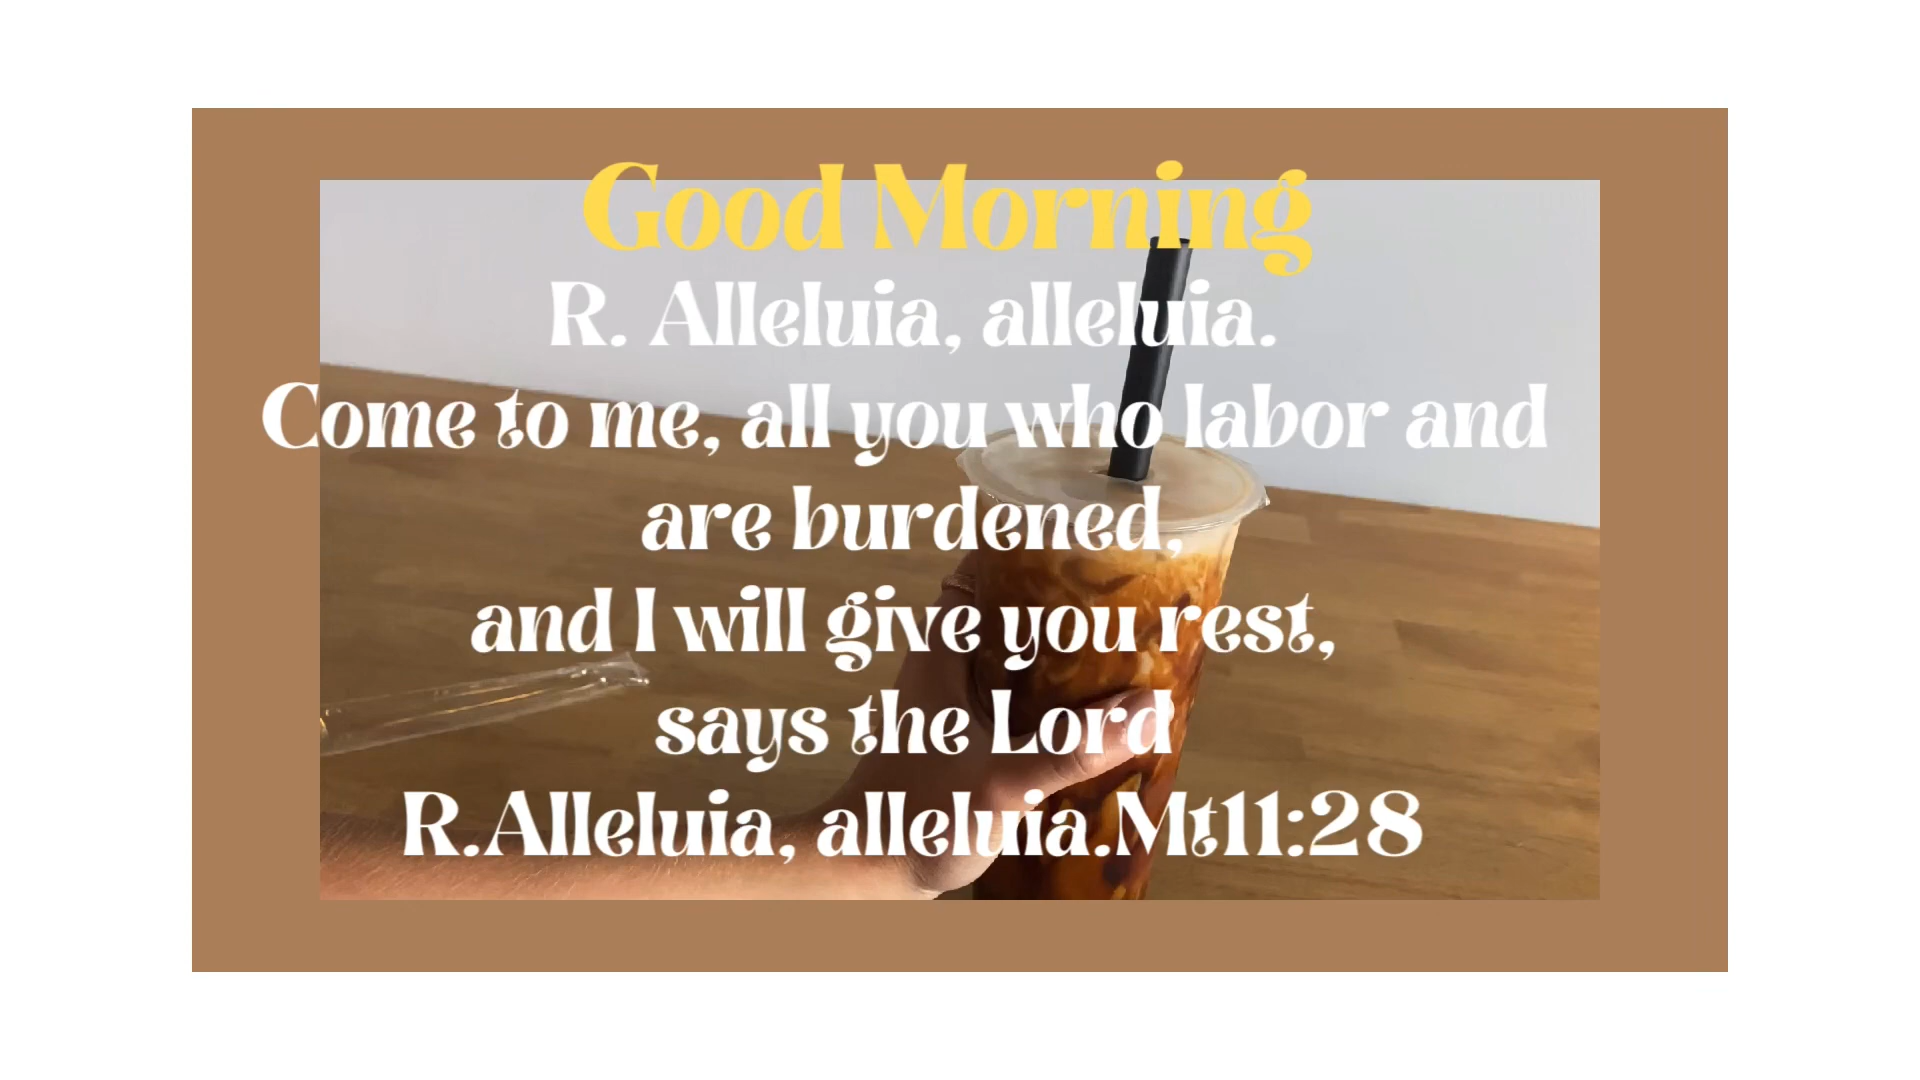 Good Morning
R. Alleluia, alleluia.
Come to me, all you who labor and
are burdened,
and I will give you rest,
says the Lord
R.Alleluia, alleluia.Mt11:28